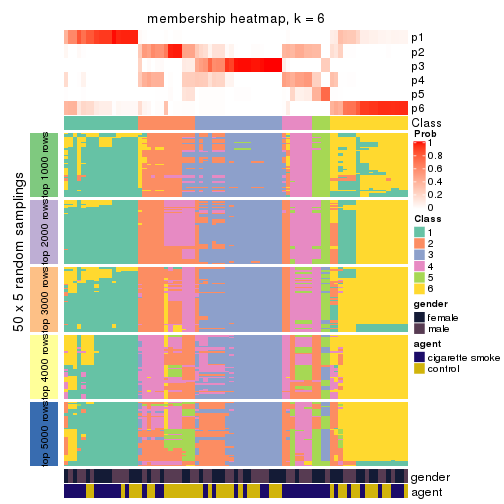 membership heatmap, k = 6
p1
p2
p3
p4
p5
p6
Class
Prob
1
0.8
0.6
0.4
0.2
0
Class
1
2
3
4
5
6
gender
female
male
agent
cigarette smoke
control
50 x 5 random samplings
top 1000 rows
top 2000 rows
top 3000 rows
top 4000 rows
top 5000 rows
gender
agent